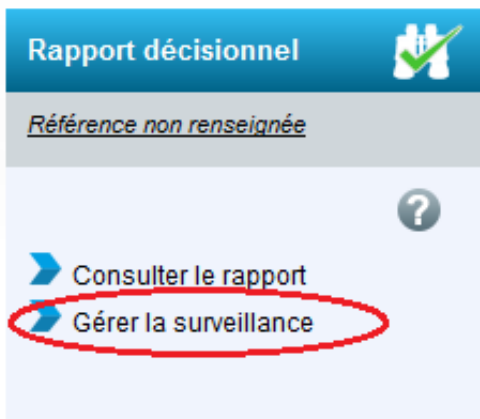 Rapport décisionnel
Référence non renseignée
?
Consulter le rapport
Gérer la surveillance